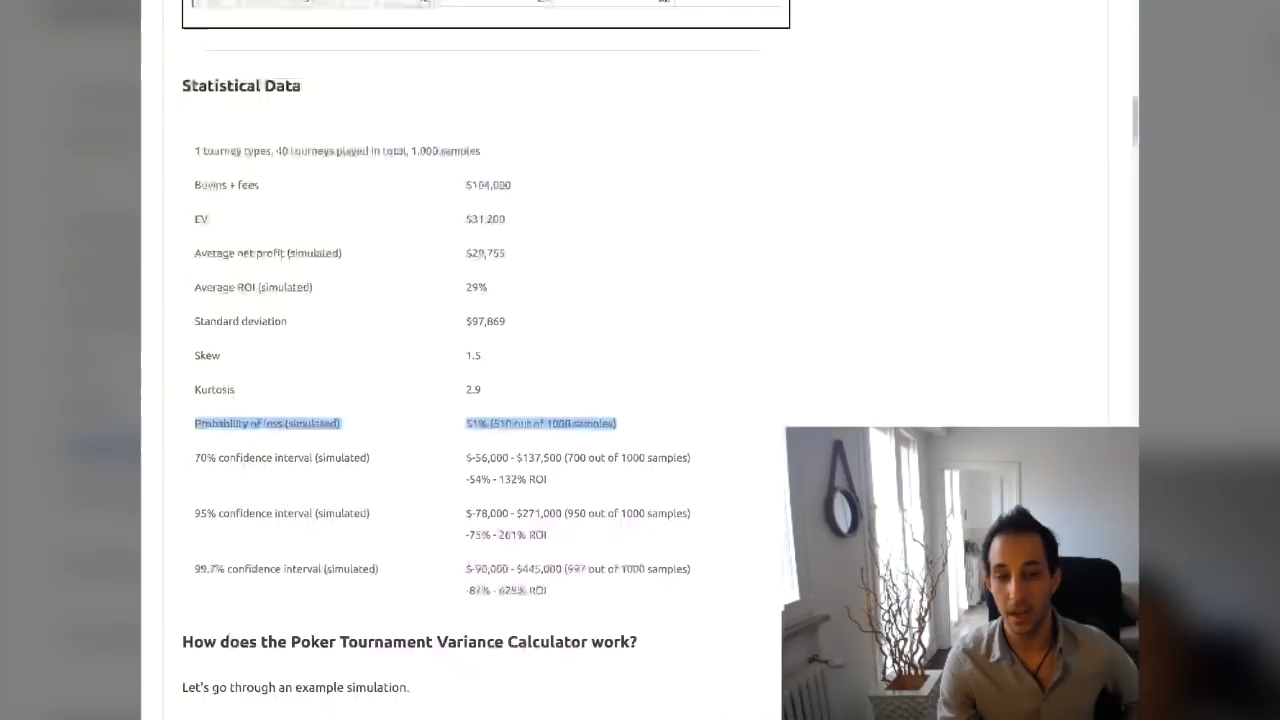 Statistical Data
1 tourney types, 40 tourneys played in total, 1,000 samples
Buyins + fees $104,000
EV $31,200
Average net profit (simulated) $29,755
Average ROI (simulated) 29%
Standard deviation $97,869
Skew 1.5
Kurtosis 2.9
Probability of loss (simulated) 51% (510 out of 1000 samples)
70% confidence interval (simulated) $-56,000 - $137,500 (700 out of 1000 samples)
-54% - 132% ROI
95% confidence interval (simulated) $-78,000 - $271,000 (950 out of 1000 samples)
-75% - 261% ROI
99.7% confidence interval (simulated) $-90,000 - $445,000 (997 out of 1000 samples)
-87% - ROI
How does the Poker Tournament Variance Calculator work?
Let's go through an example simulation.